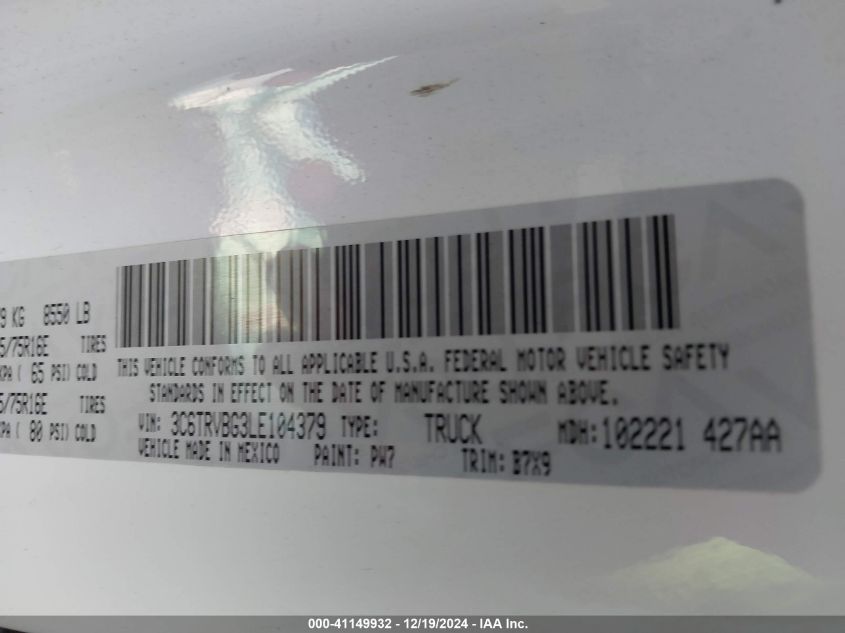 9 KG 8550 LB
5/75R16E TIRES
KPA ( 65 PSI) COLD
5/75R16E TIRES
KPA ( 80 PSI) COLD
THIS VEHICLE CONFORMS TO ALL APPLICABLE U.S.A. FEDERAL MOTOR VEHICLE SAFETY
STANDARDS IN EFFECT ON THE DATE OF MANUFACTURE SHOWN ABOVE.
VIN: 3C6TRVBG3LE104379 TYPE: TRUCK MDH: 102221 427AA
VEHICLE MADE IN MEXICO PAINT: PW7 TRIM: B7X9
000-41149932 - 12/19/2024 - IAA Inc.